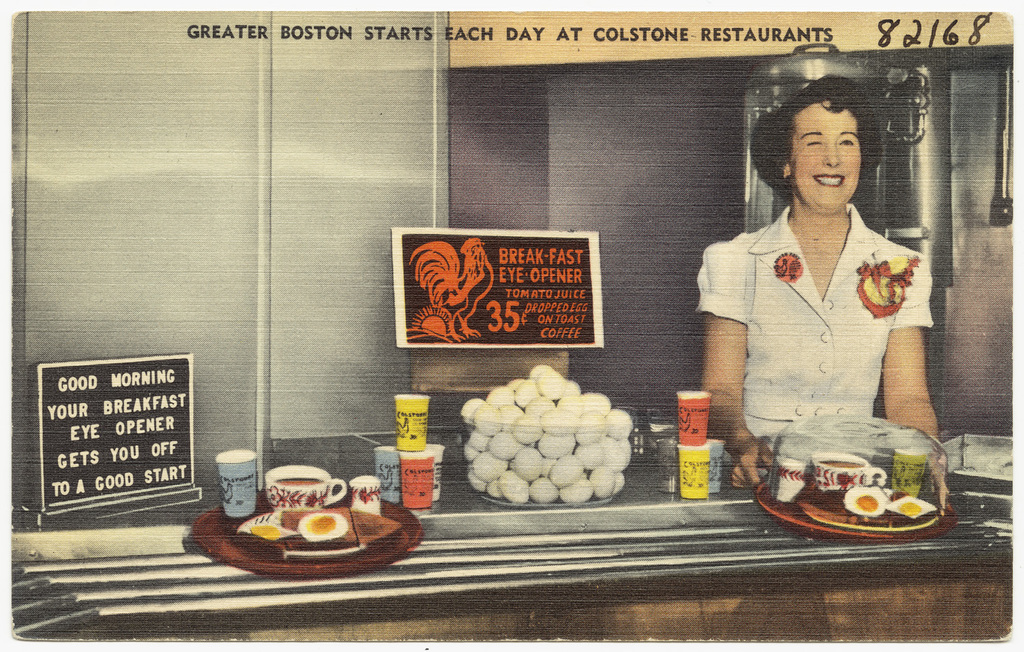 GREATER BOSTON STARTS EACH DAY AT COLSTONE RESTAURANTS
82168
BREAK-FAST
EYE-OPENER
TOMATO JUICE
35¢
DROPPED EGG
ON TOAST
COFFEE
GOOD MORNING
YOUR BREAKFAST
EYE OPENER
GETS YOU OFF
TO A GOOD START
COLSTONE